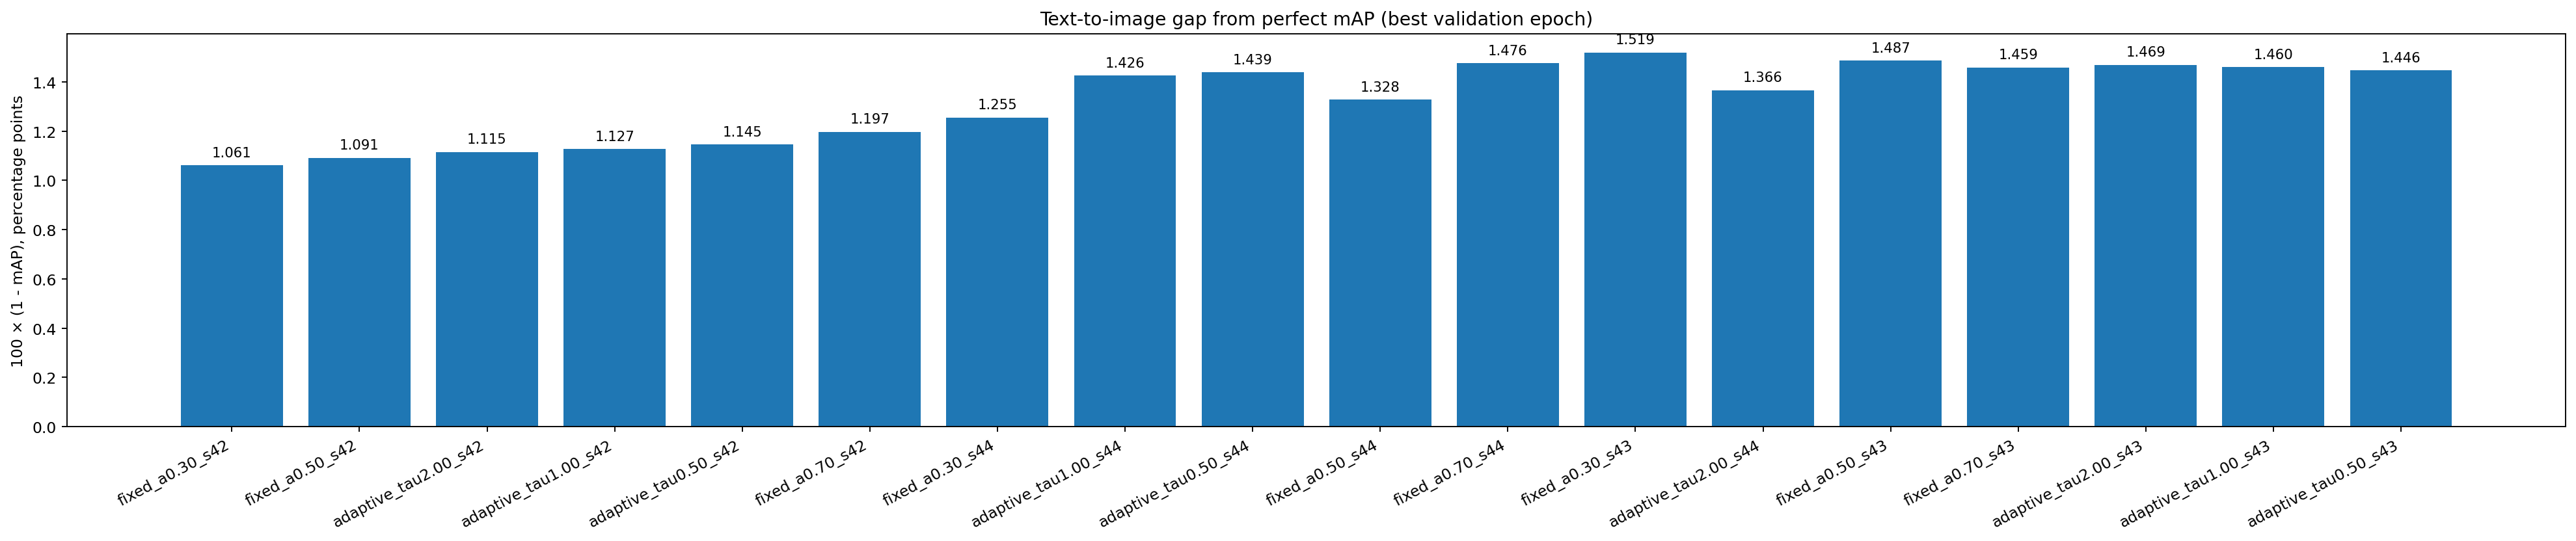 Text-to-image gap from perfect mAP (best validation epoch)
100 × (1 - mAP), percentage points
1.4
1.2
1.0
0.8
0.6
0.4
0.2
0.0
1.061
1.091
1.115
1.127
1.145
1.197
1.255
1.426
1.439
1.328
1.476
1.519
1.366
1.487
1.459
1.469
1.460
1.446
fixed_a0.30_s42
fixed_a0.50_s42
adaptive_tau2.00_s42
adaptive_tau1.00_s42
adaptive_tau0.50_s42
fixed_a0.70_s42
fixed_a0.30_s44
adaptive_tau1.00_s44
adaptive_tau0.50_s44
fixed_a0.50_s44
fixed_a0.70_s44
fixed_a0.30_s43
adaptive_tau2.00_s44
fixed_a0.50_s43
fixed_a0.70_s43
adaptive_tau2.00_s43
adaptive_tau1.00_s43
adaptive_tau0.50_s43